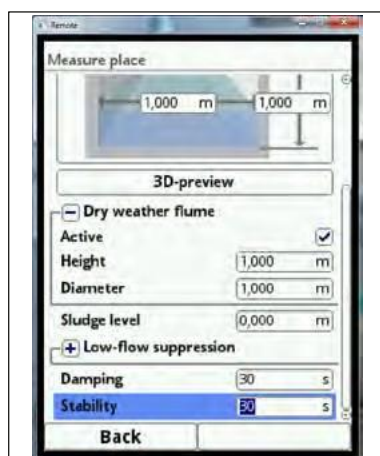 Remote
Measure place
1,000 m 1,000 m
3D-preview
Dry weather flume
Active
Height 1,000 m
Diameter 1,000 m
Sludge level 0,000 m
Low-flow suppression
Damping 30 s
Stability 30 s
Back